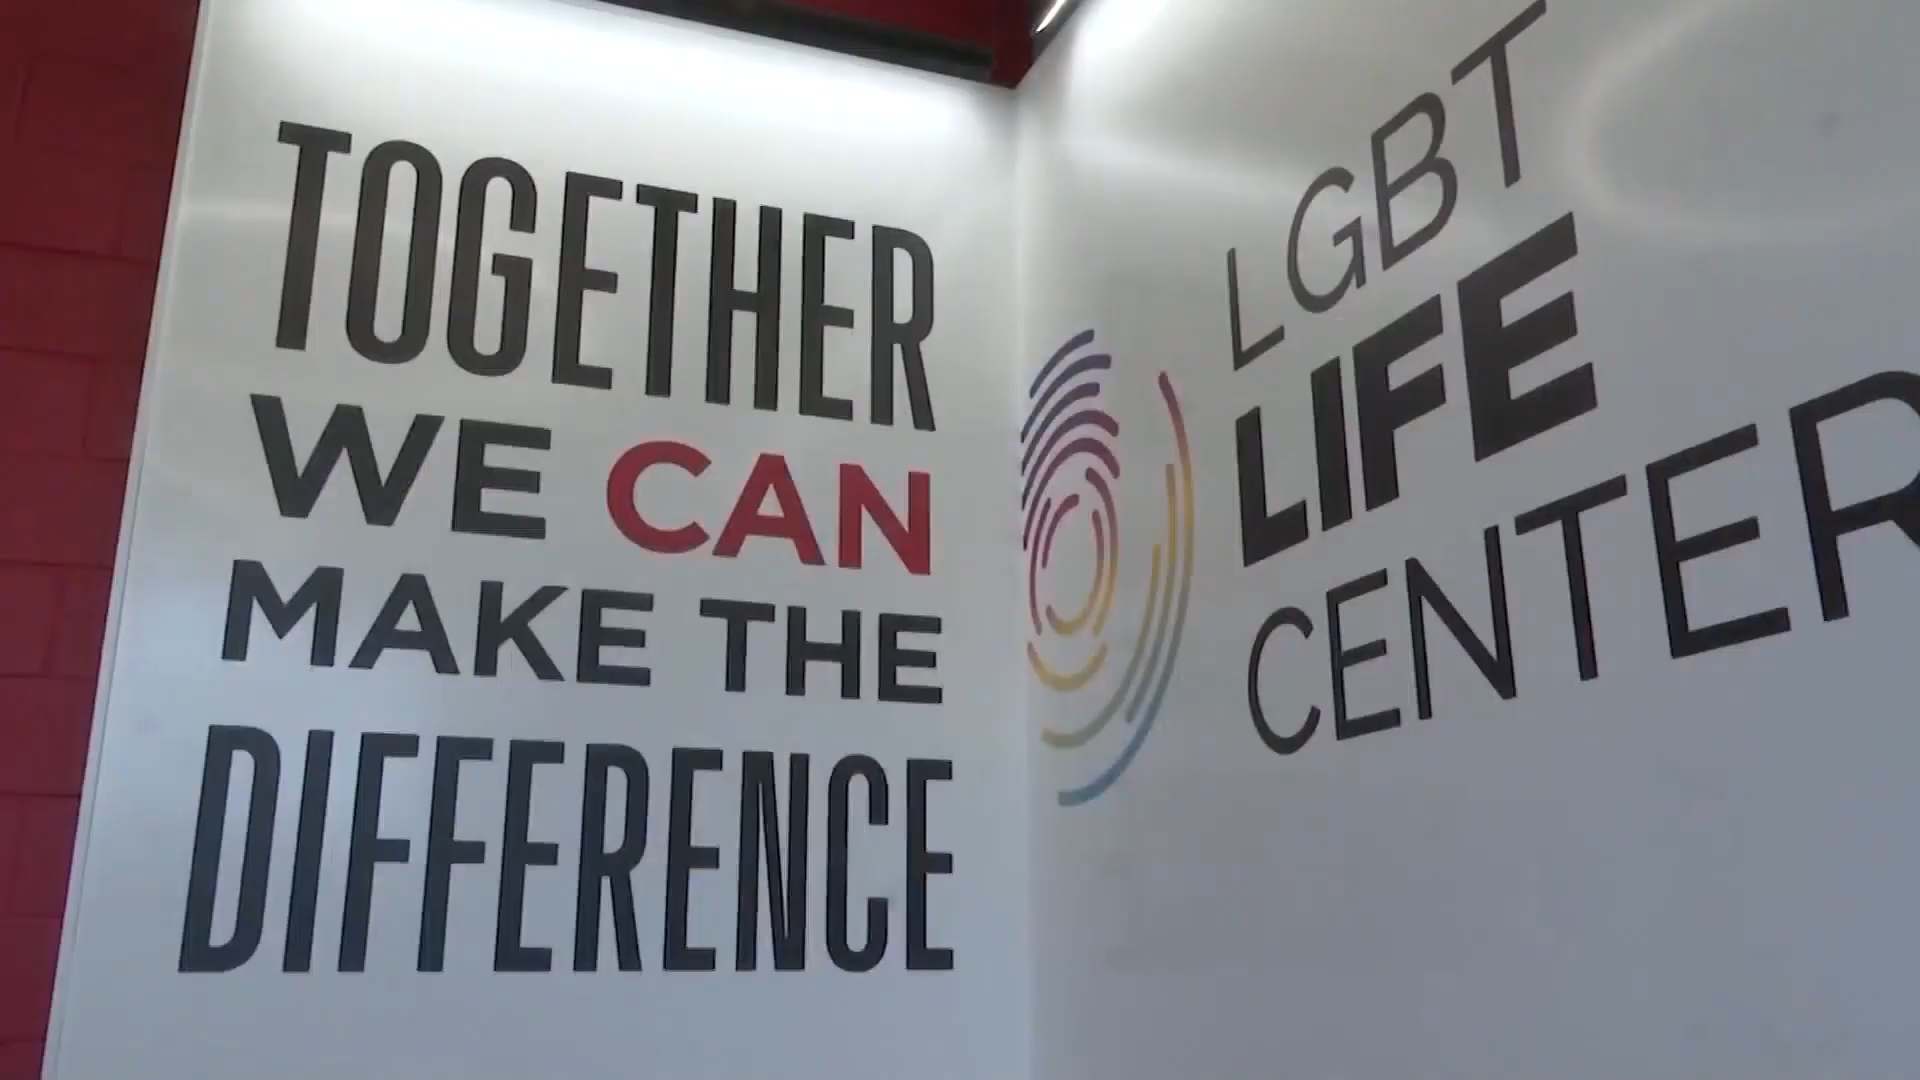 TOGETHER
WE CAN
MAKE THE
DIFFERENCE
LGBT
LIFE
CENTER